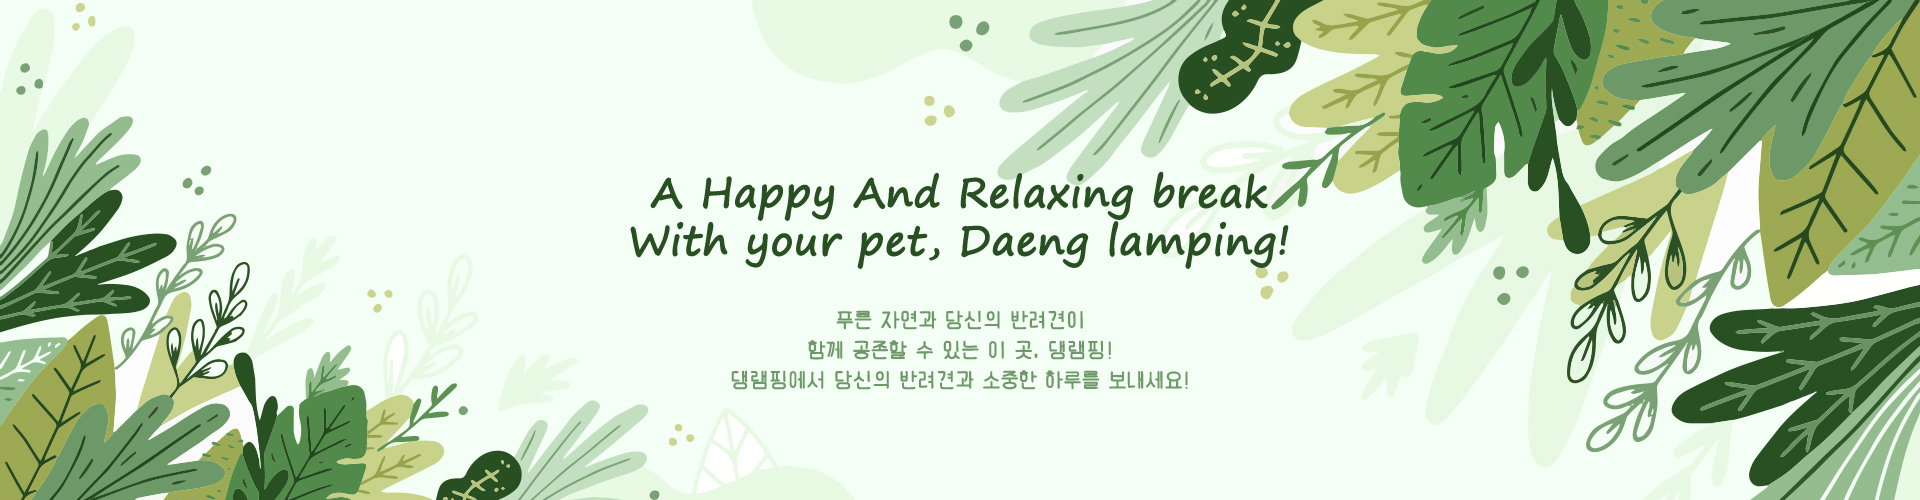 A Happy And Relaxing break
With your pet, Daeng lamping!
푸른 자연과 당신의 반려견이
함께 공존할 수 있는 이 곳, 댕램핑!
댕램핑에서 당신의 반려견과 소중한 하루를 보내세요!